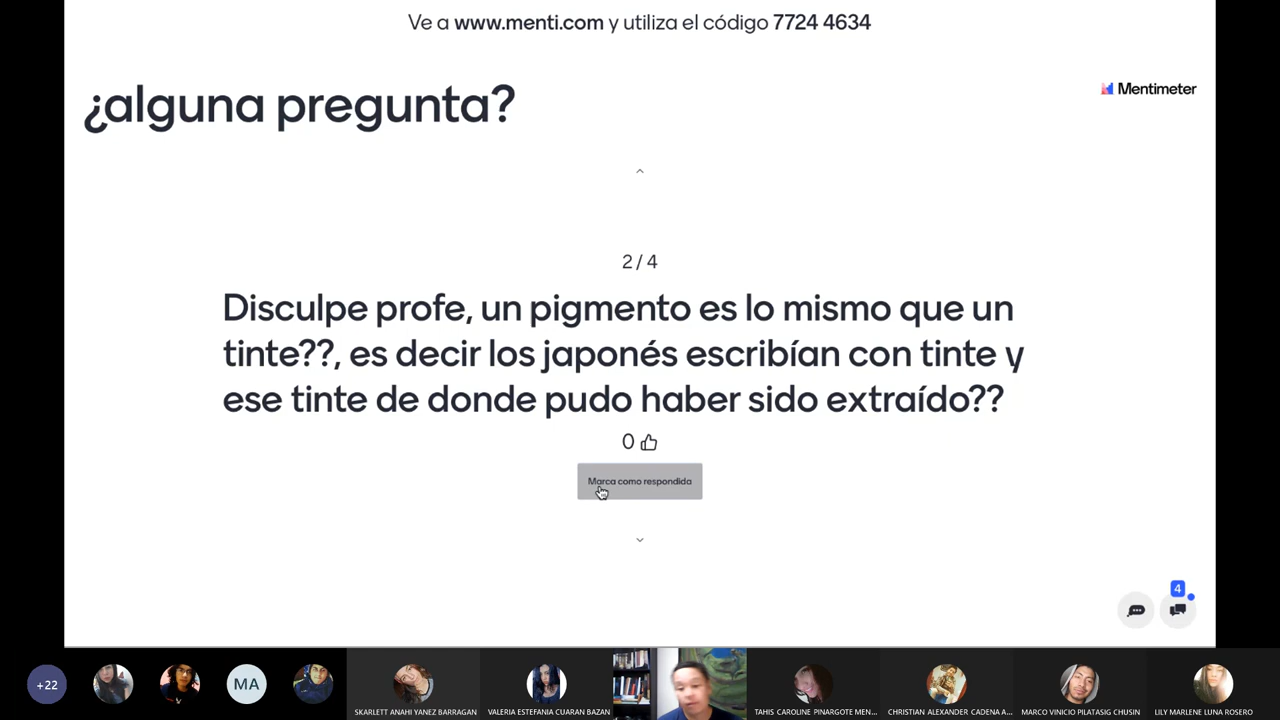 Ve a www.menti.com y utiliza el código 7724 4634
¿alguna pregunta?
Mentimeter
2 / 4
Disculpe profe, un pigmento es lo mismo que un
tinte??, es decir los japonés escribían con tinte y
ese tinte de donde pudo haber sido extraído??
0
Marca como respondida
4
+22
MA
SKARLETT ANAHI YANEZ BARRAGAN
VALERIA ESTEFANIA CUARAN BAZAN
TAHIS CAROLINE PINARGOTE MEN...
CHRISTIAN ALEXANDER CADENA A...
MARCO VINICIO PILATASIG CHUSIN
LILY MARLENE LUNA ROSERO